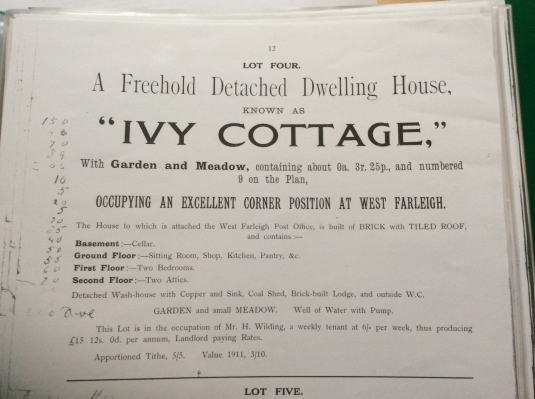 12
LOT FOUR.
A Freehold Detached Dwelling House,
KNOWN AS
"IVY COTTAGE,"
With Garden and Meadow, containing about 0a. 3r. 25p., and numbered
9 on the Plan,
OCCUPYING AN EXCELLENT CORNER POSITION AT WEST FARLEIGH.
The House to which is attached the West Farleigh Post Office, is built of BRICK with TILED ROOF,
and contains :—
Basement:—Cellar.
Ground Floor:—Sitting Room, Shop, Kitchen, Pantry, &c.
First Floor:—Two Bedrooms.
Second Floor:—Two Attics.
Detached Wash-house with Copper and Sink, Coal Shed, Brick-built Lodge, and outside W.C.
GARDEN and small MEADOW. Well of Water with Pump.
This Lot is in the occupation of Mr. H. Wilding, a weekly tenant at 6/- per week, thus producing
£15 12s. 0d. per annum, Landlord paying Rates.
Apportioned Tithe, 5/5. Value 1911, 3/10.
LOT FIVE.
150
10
5